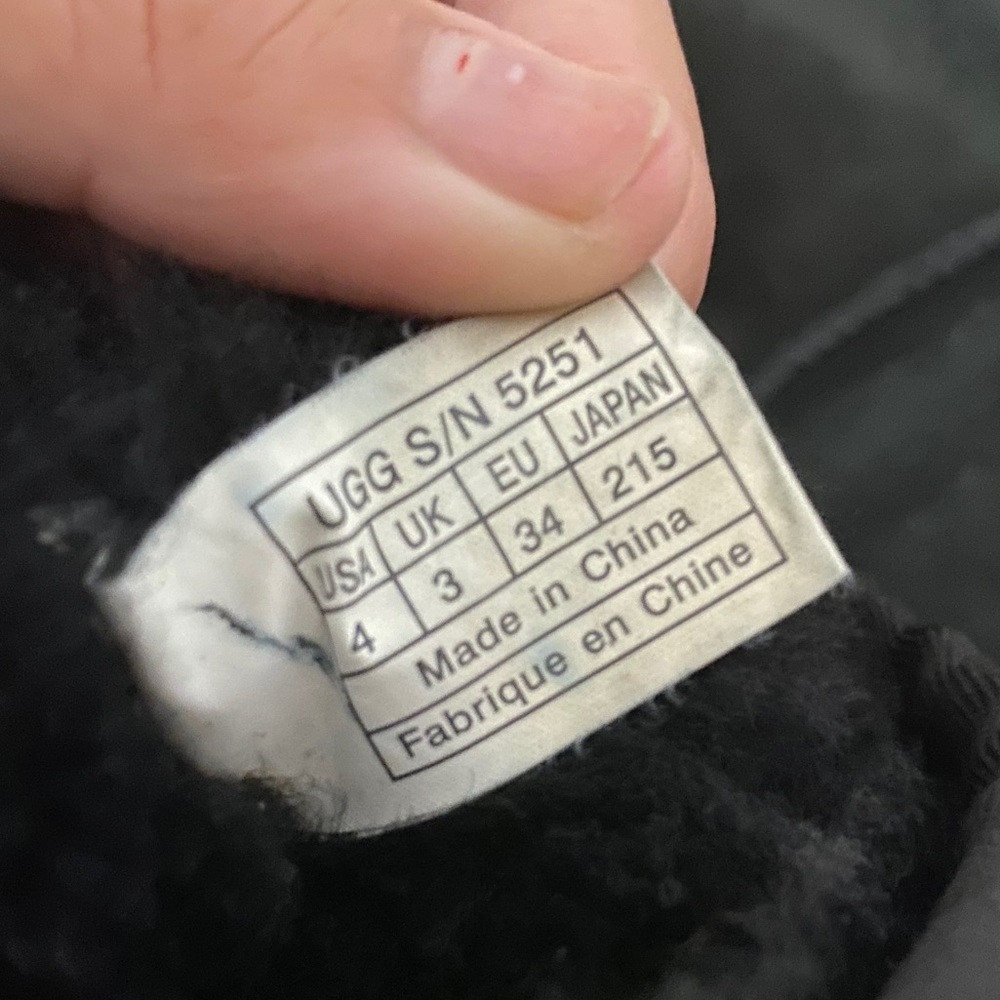 UGG S/N 5251
USA UK EU JAPAN
4 3 34 215
Made in China
Fabrique en Chine